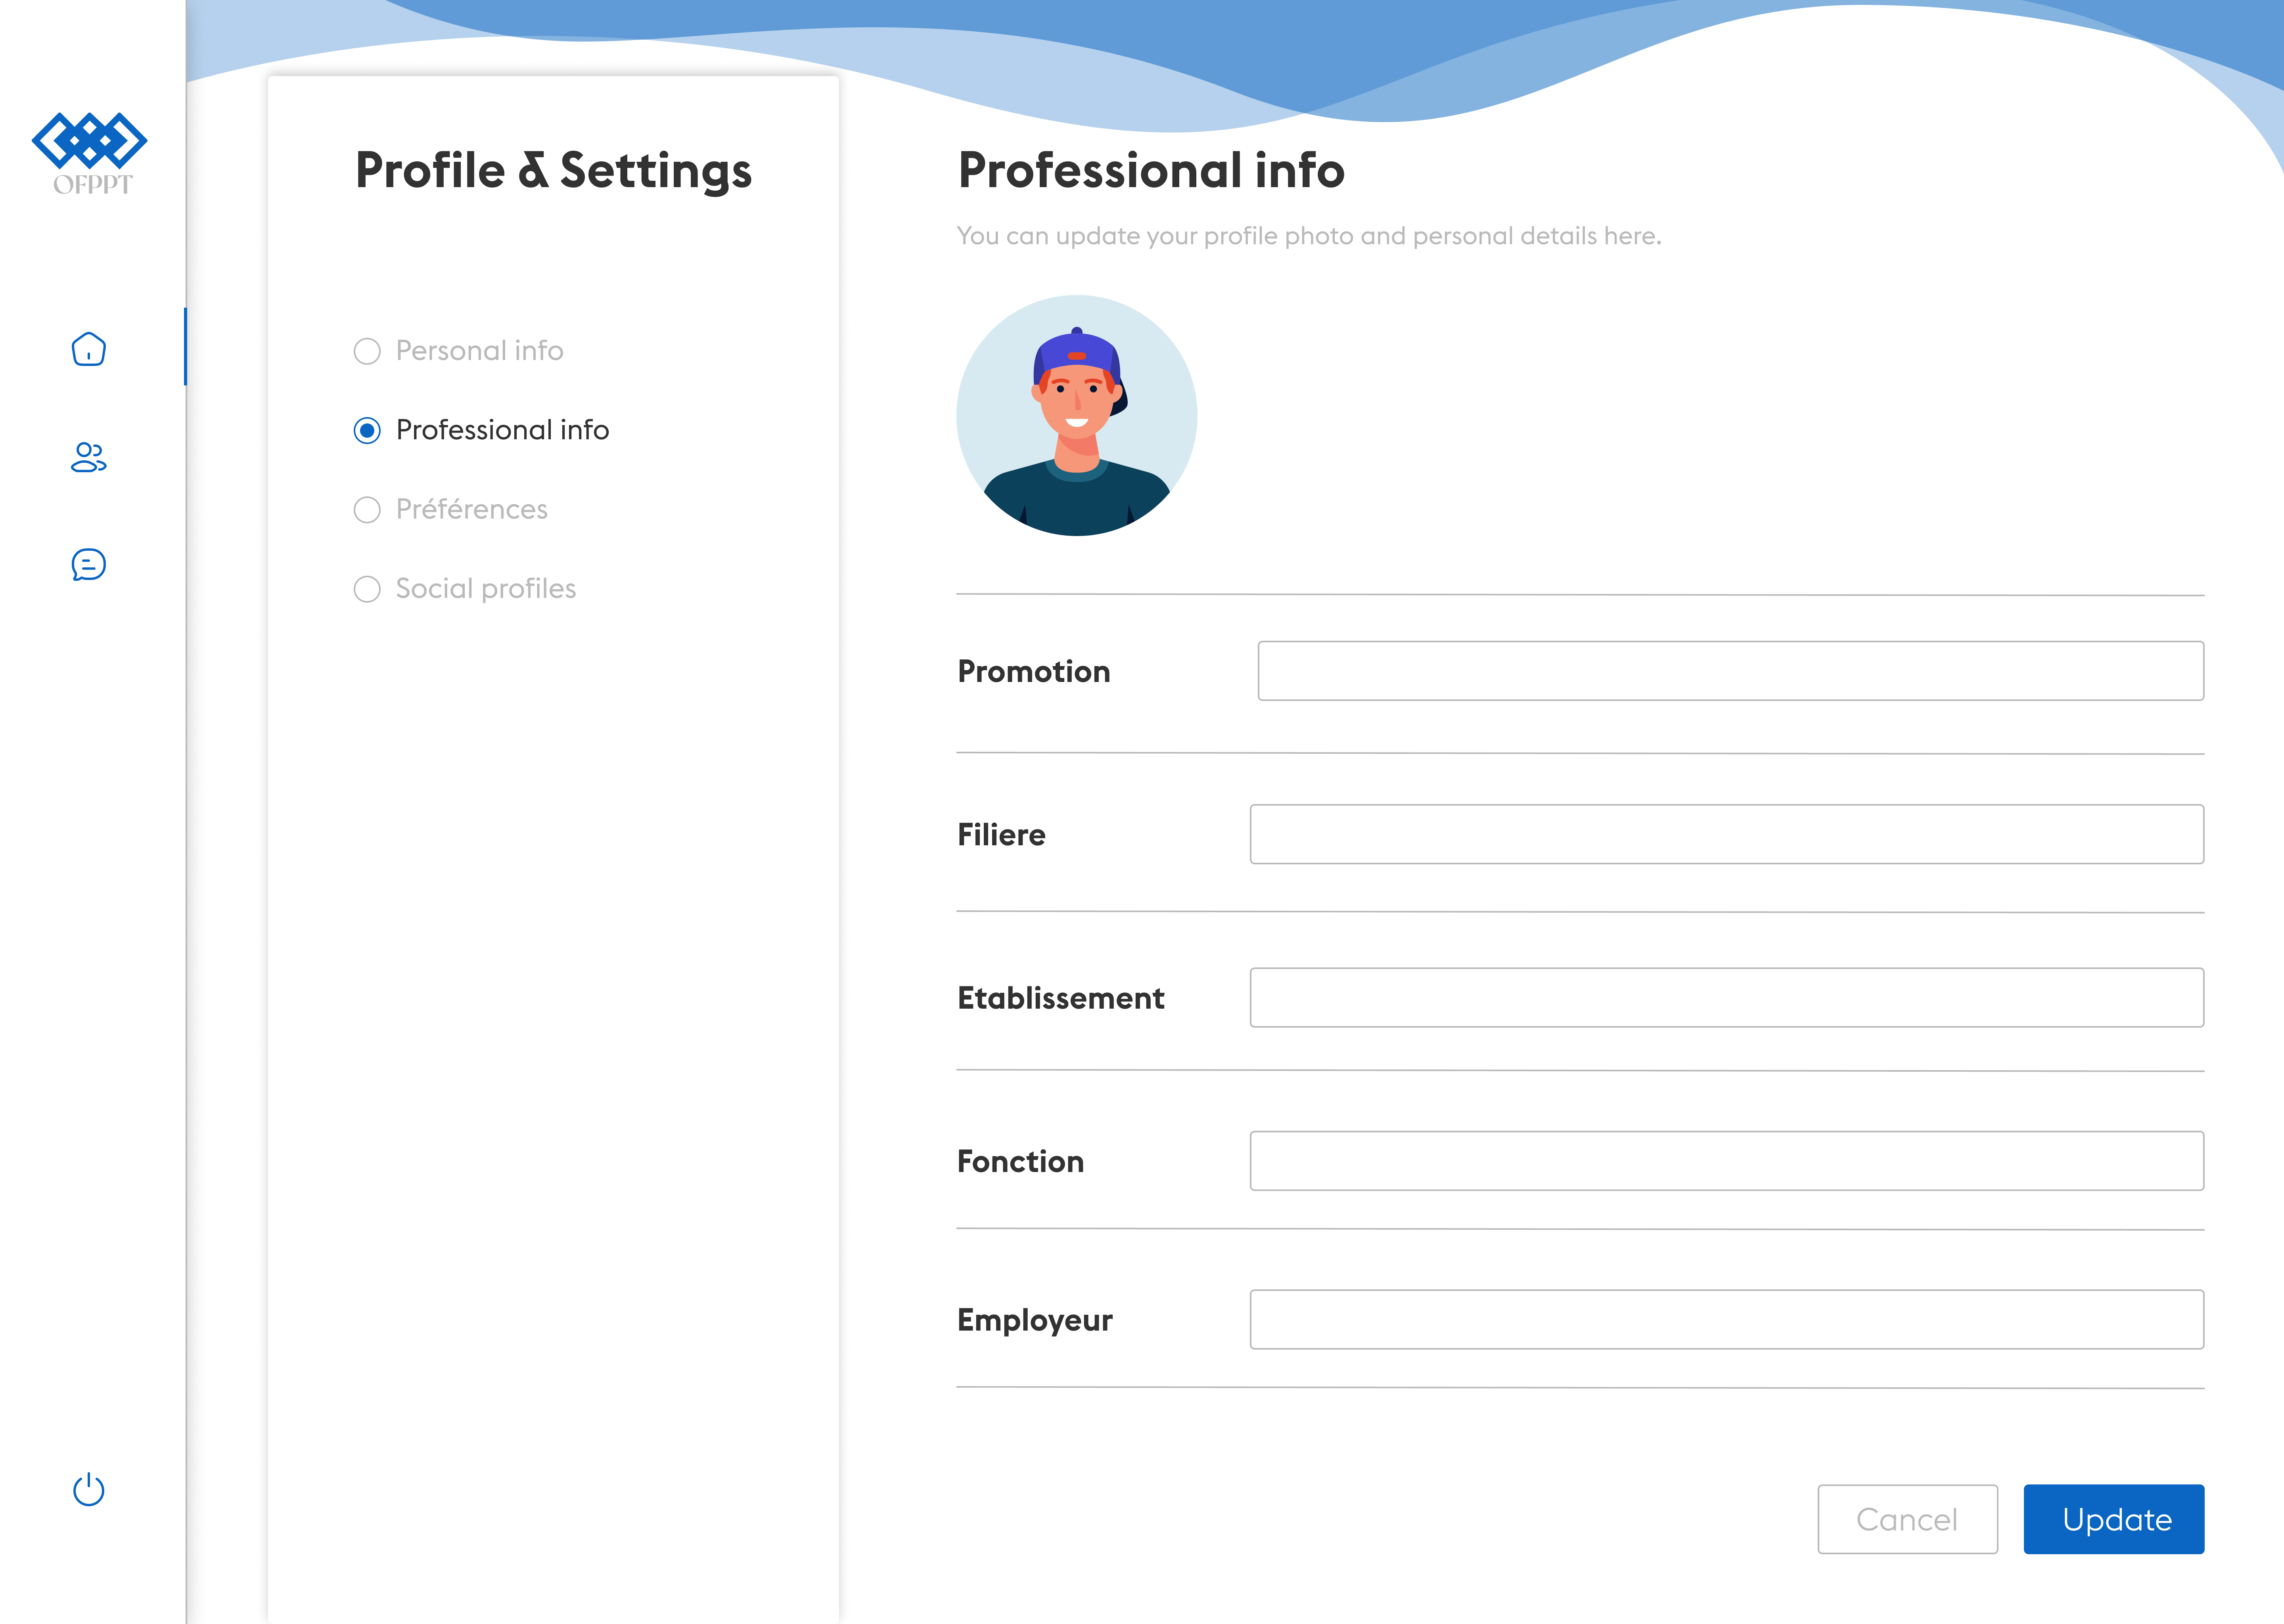 OFPPT
Profile & Settings
Personal info
Professional info
Préférences
Social profiles
Professional info
You can update your profile photo and personal details here.
Promotion
Filiere
Etablissement
Fonction
Employeur
Cancel
Update